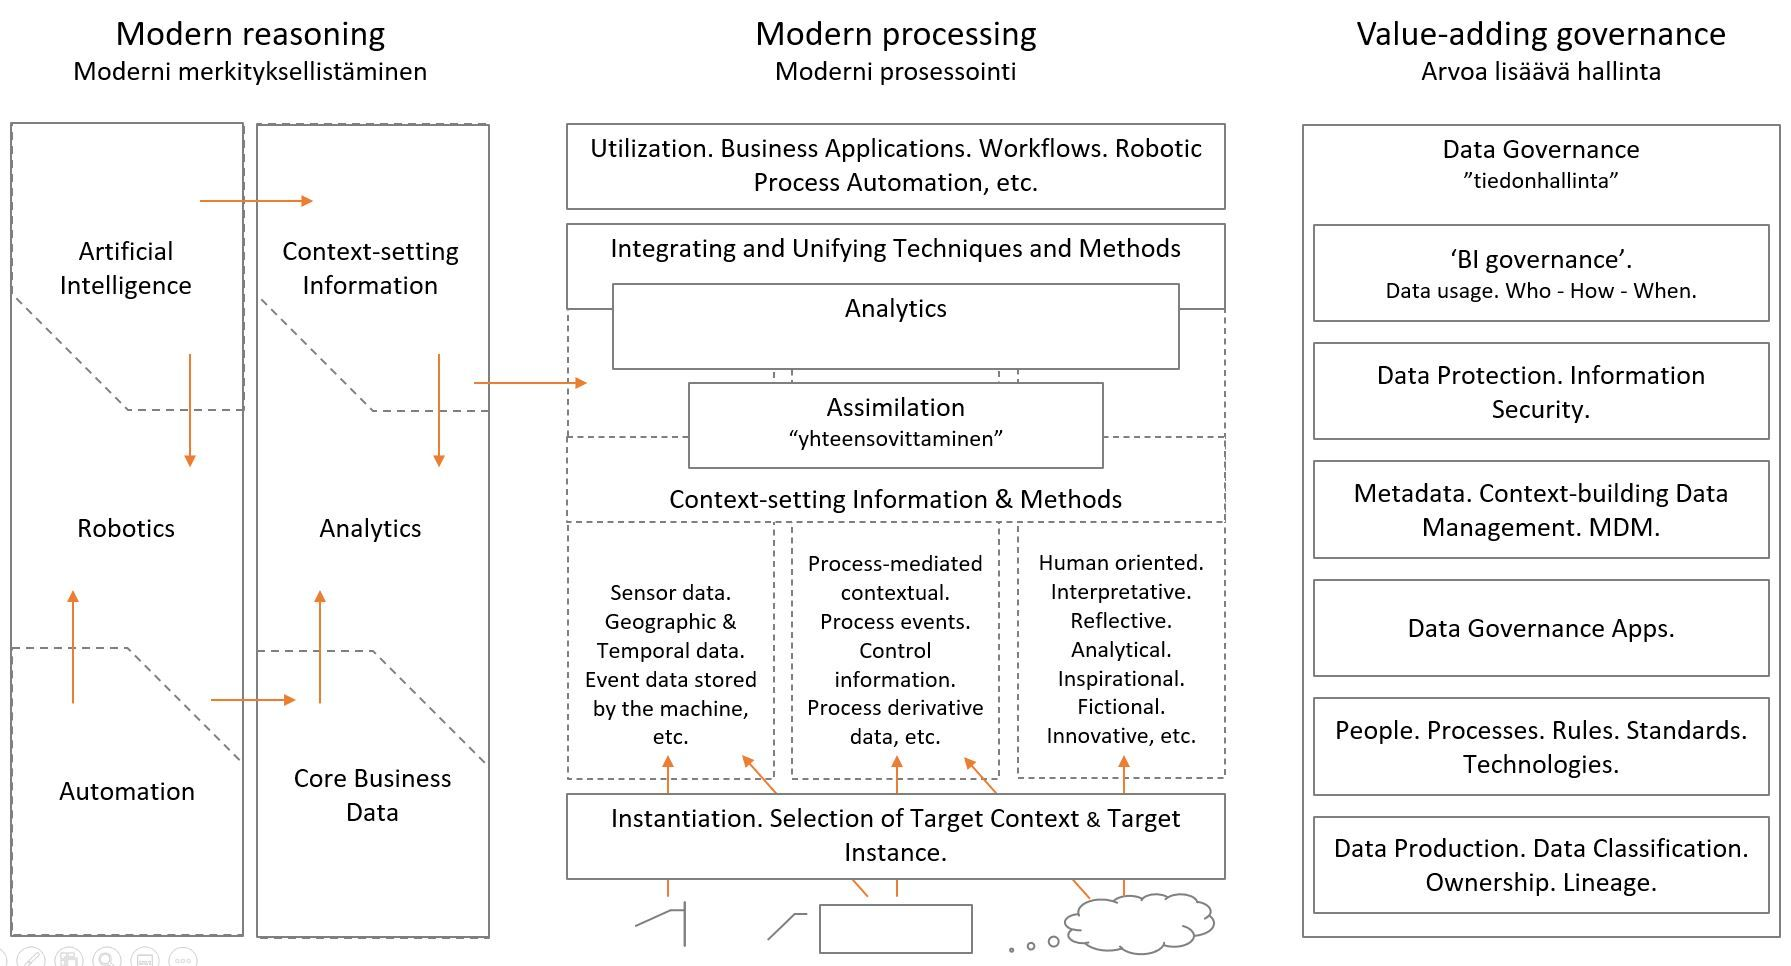 Modern reasoning
Moderni merkityksellistäminen
Artificial
Intelligence
Robotics
Automation
Context-setting
Information
Analytics
Core Business
Data
Modern processing
Moderni prosessointi
Utilization. Business Applications. Workflows. Robotic
Process Automation, etc.
Integrating and Unifying Techniques and Methods
Analytics
Assimilation
“yhteensovittaminen”
Context-setting Information & Methods
Sensor data.
Geographic &
Temporal data.
Event data stored
by the machine,
etc.
Process-mediated
contextual.
Process events.
Control
information.
Process derivative
data, etc.
Human oriented.
Interpretative.
Reflective.
Analytical.
Inspirational.
Fictional.
Innovative, etc.
Instantiation. Selection of Target Context & Target
Instance.
Value-adding governance
Arvoa lisäävä hallinta
Data Governance
”tiedonhallinta”
‘BI governance’.
Data usage. Who - How - When.
Data Protection. Information
Security.
Metadata. Context-building Data
Management. MDM.
Data Governance Apps.
People. Processes. Rules. Standards.
Technologies.
Data Production. Data Classification.
Ownership. Lineage.